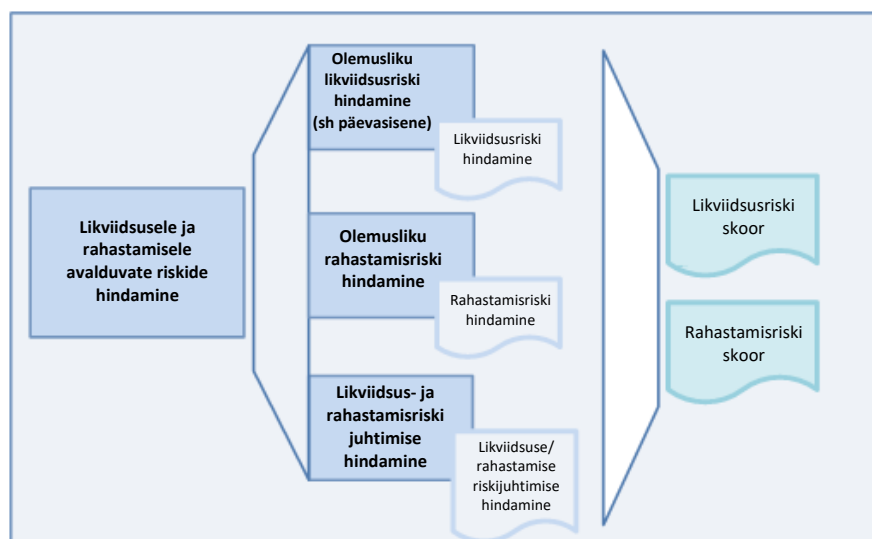 Likviidsusele ja
rahastamisele
avalduvate riskide
hindamine
Olemusliku
likviidsusriski
hindamine
(sh päevasisene)
Likviidsusriski
hindamine
Olemusliku
rahastamisriski
hindamine
Rahastamisriski
hindamine
Likviidsus- ja
rahastamisriski
juhtimise
hindamine
Likviidsuse/
rahastamise
riskijuhtimise
hindamine
Likviidsusriski
skoor
Rahastamisriski
skoor